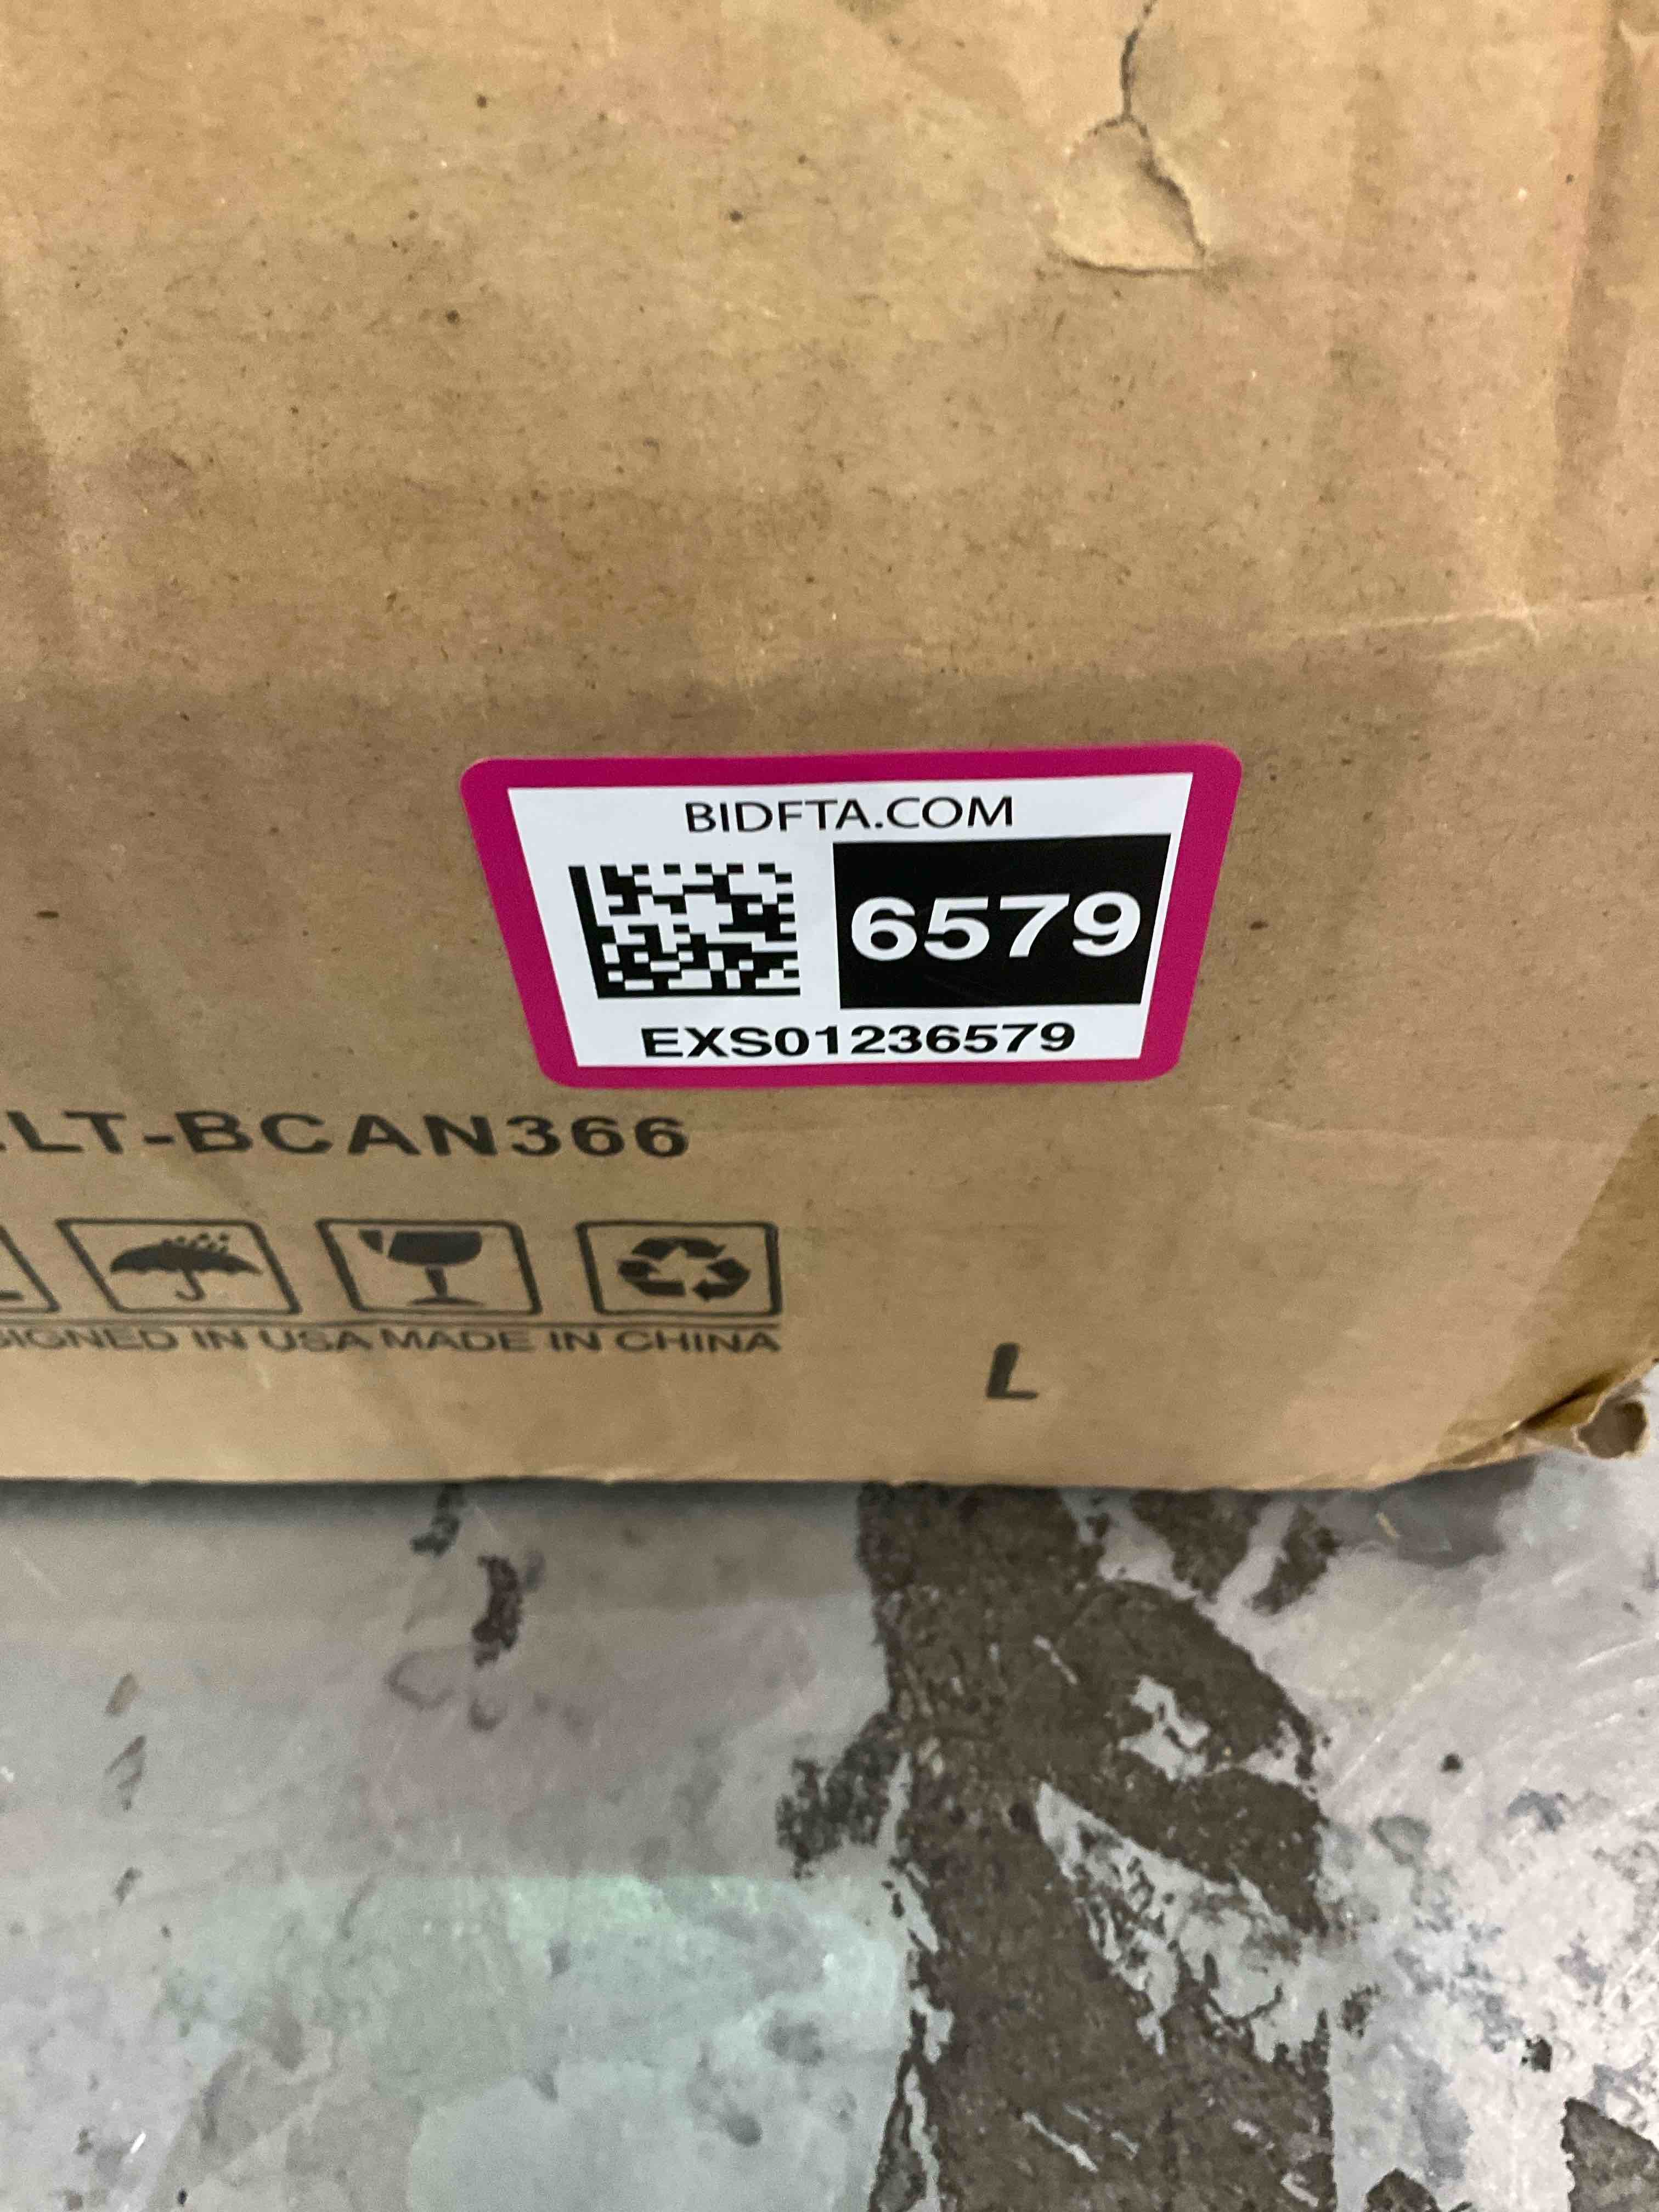 BIDFTA.COM
6579
EXS01236579
LT-BCAN366
SIGNED IN USA MADE IN CHINA
L